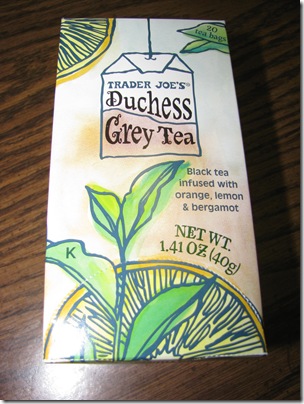 20
tea bags
TRADER JOE'S®
Duchess
Grey Tea
Black tea
infused with
orange, lemon
& bergamot
NET WT.
1.41 OZ (40g)
K